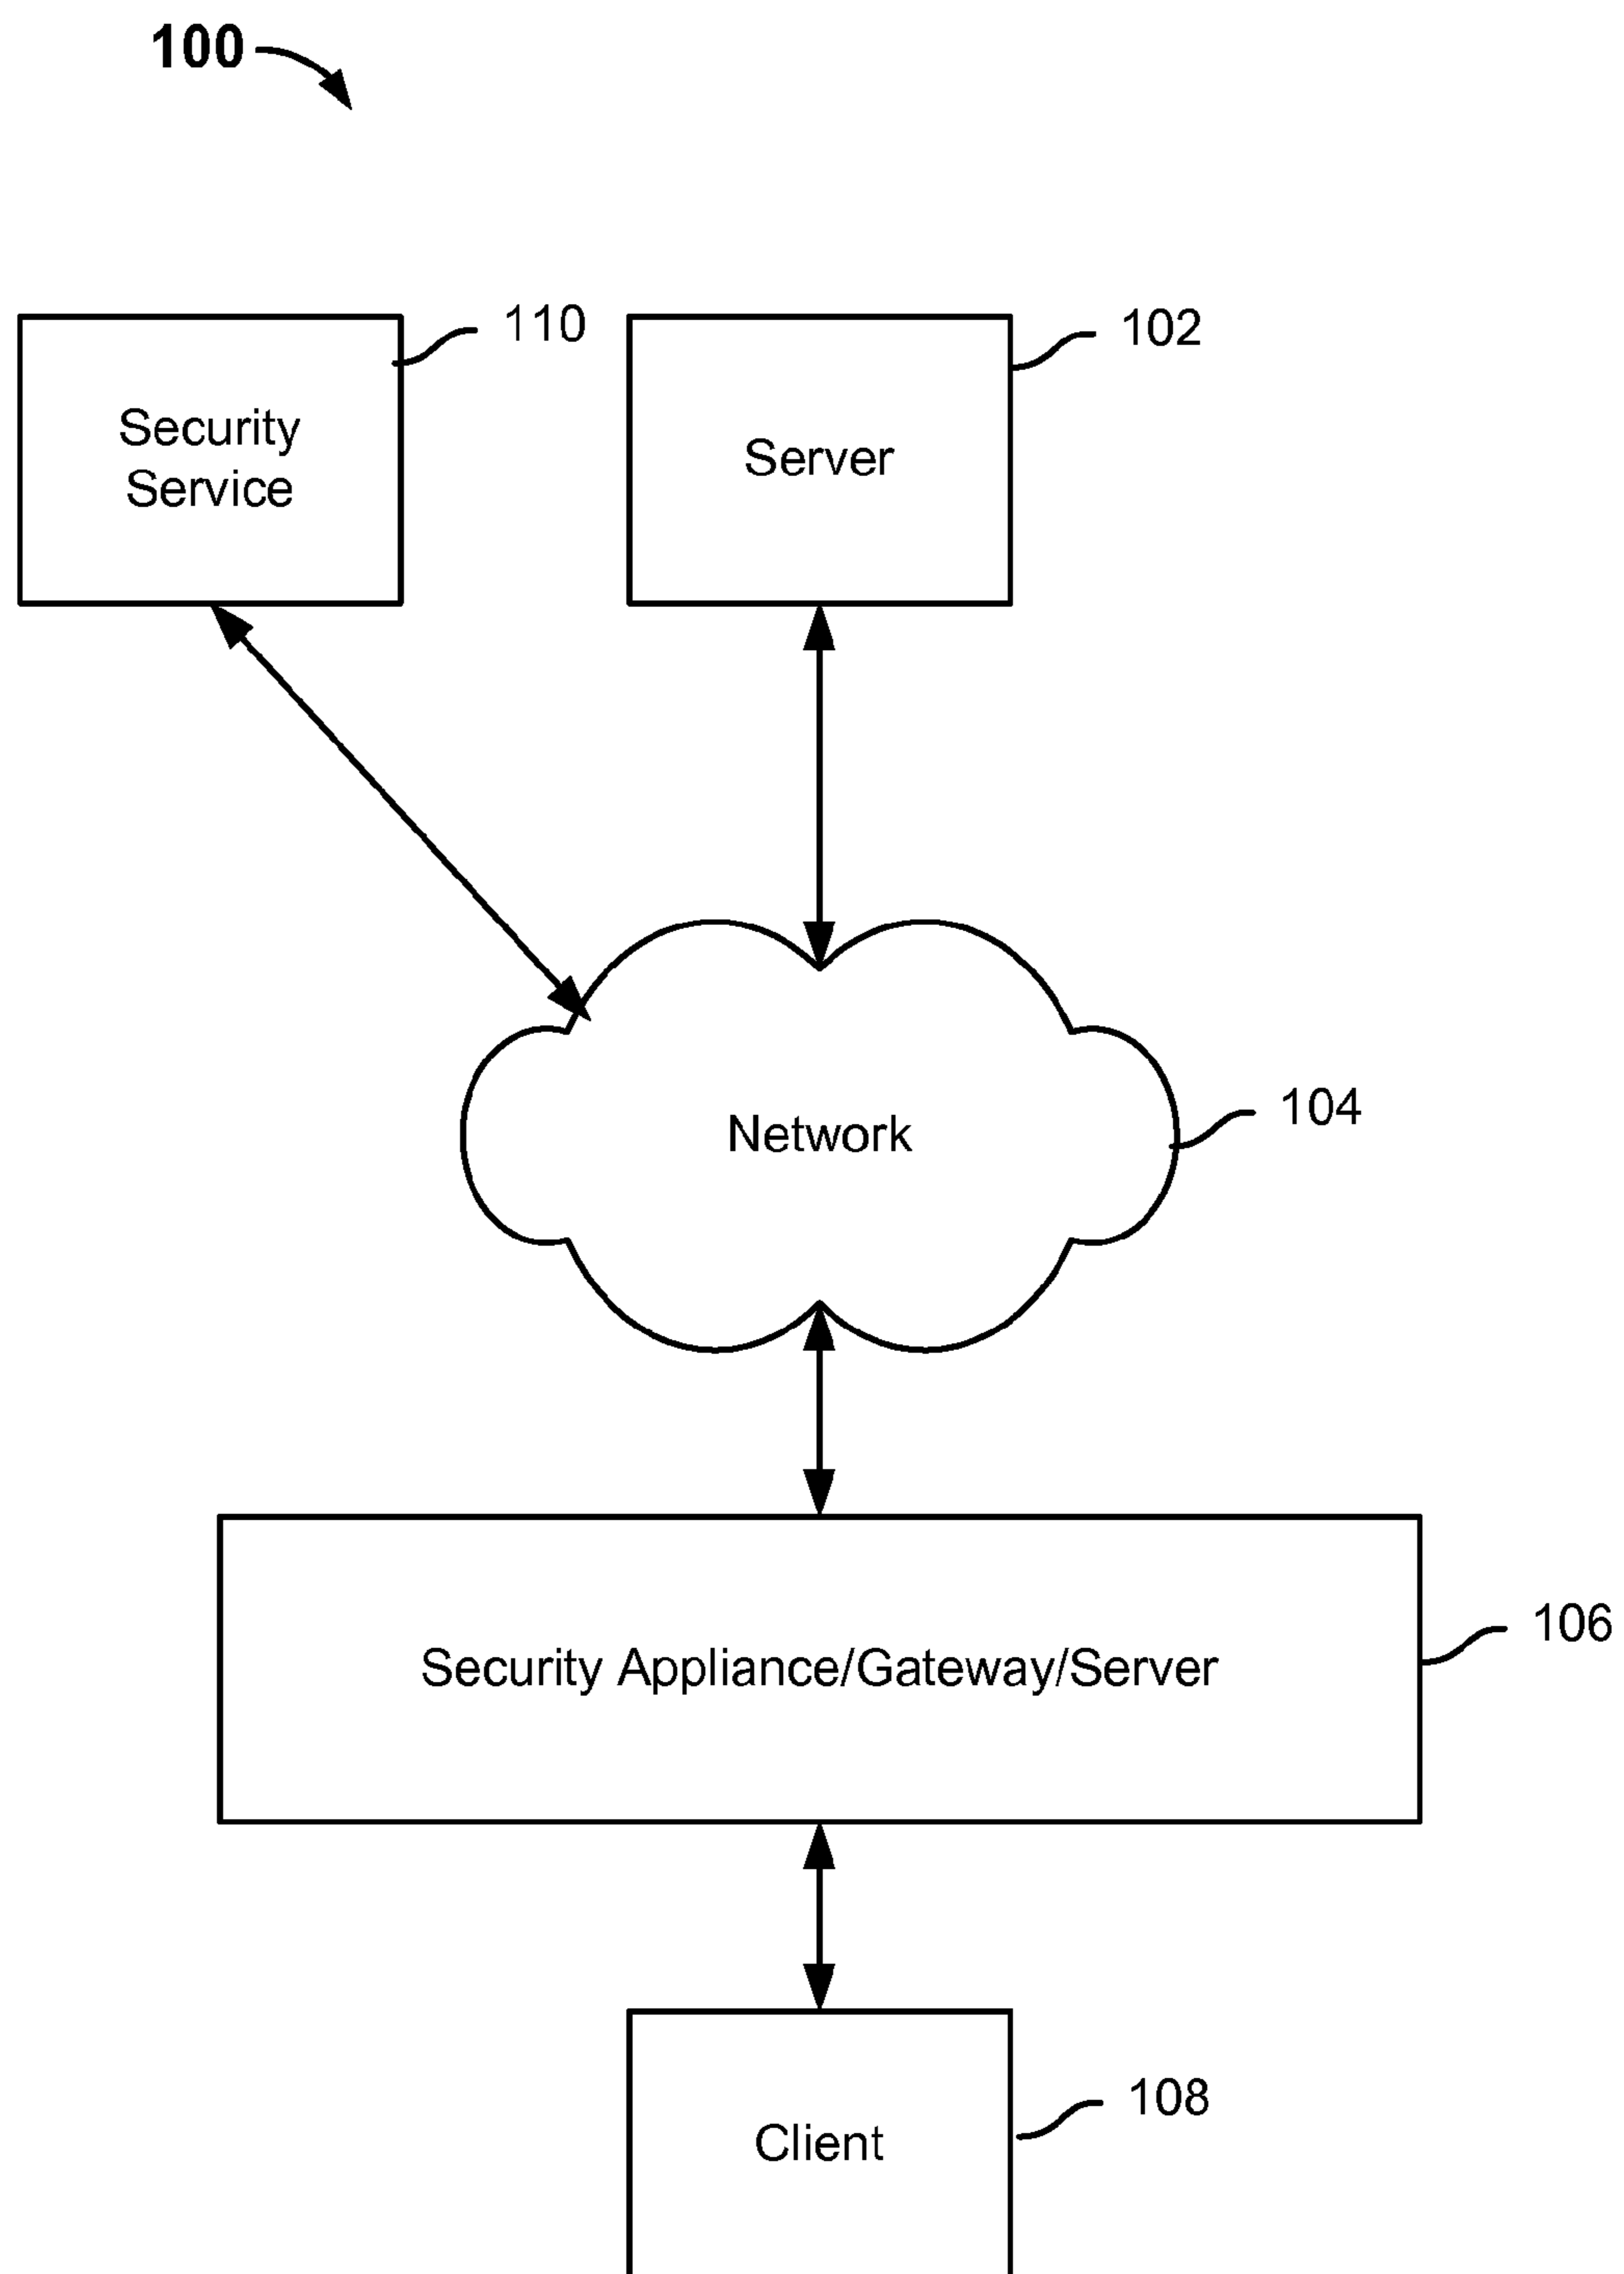 100
110
102
Security
Service
Server
Network
104
Security Appliance/Gateway/Server
106
Client
108